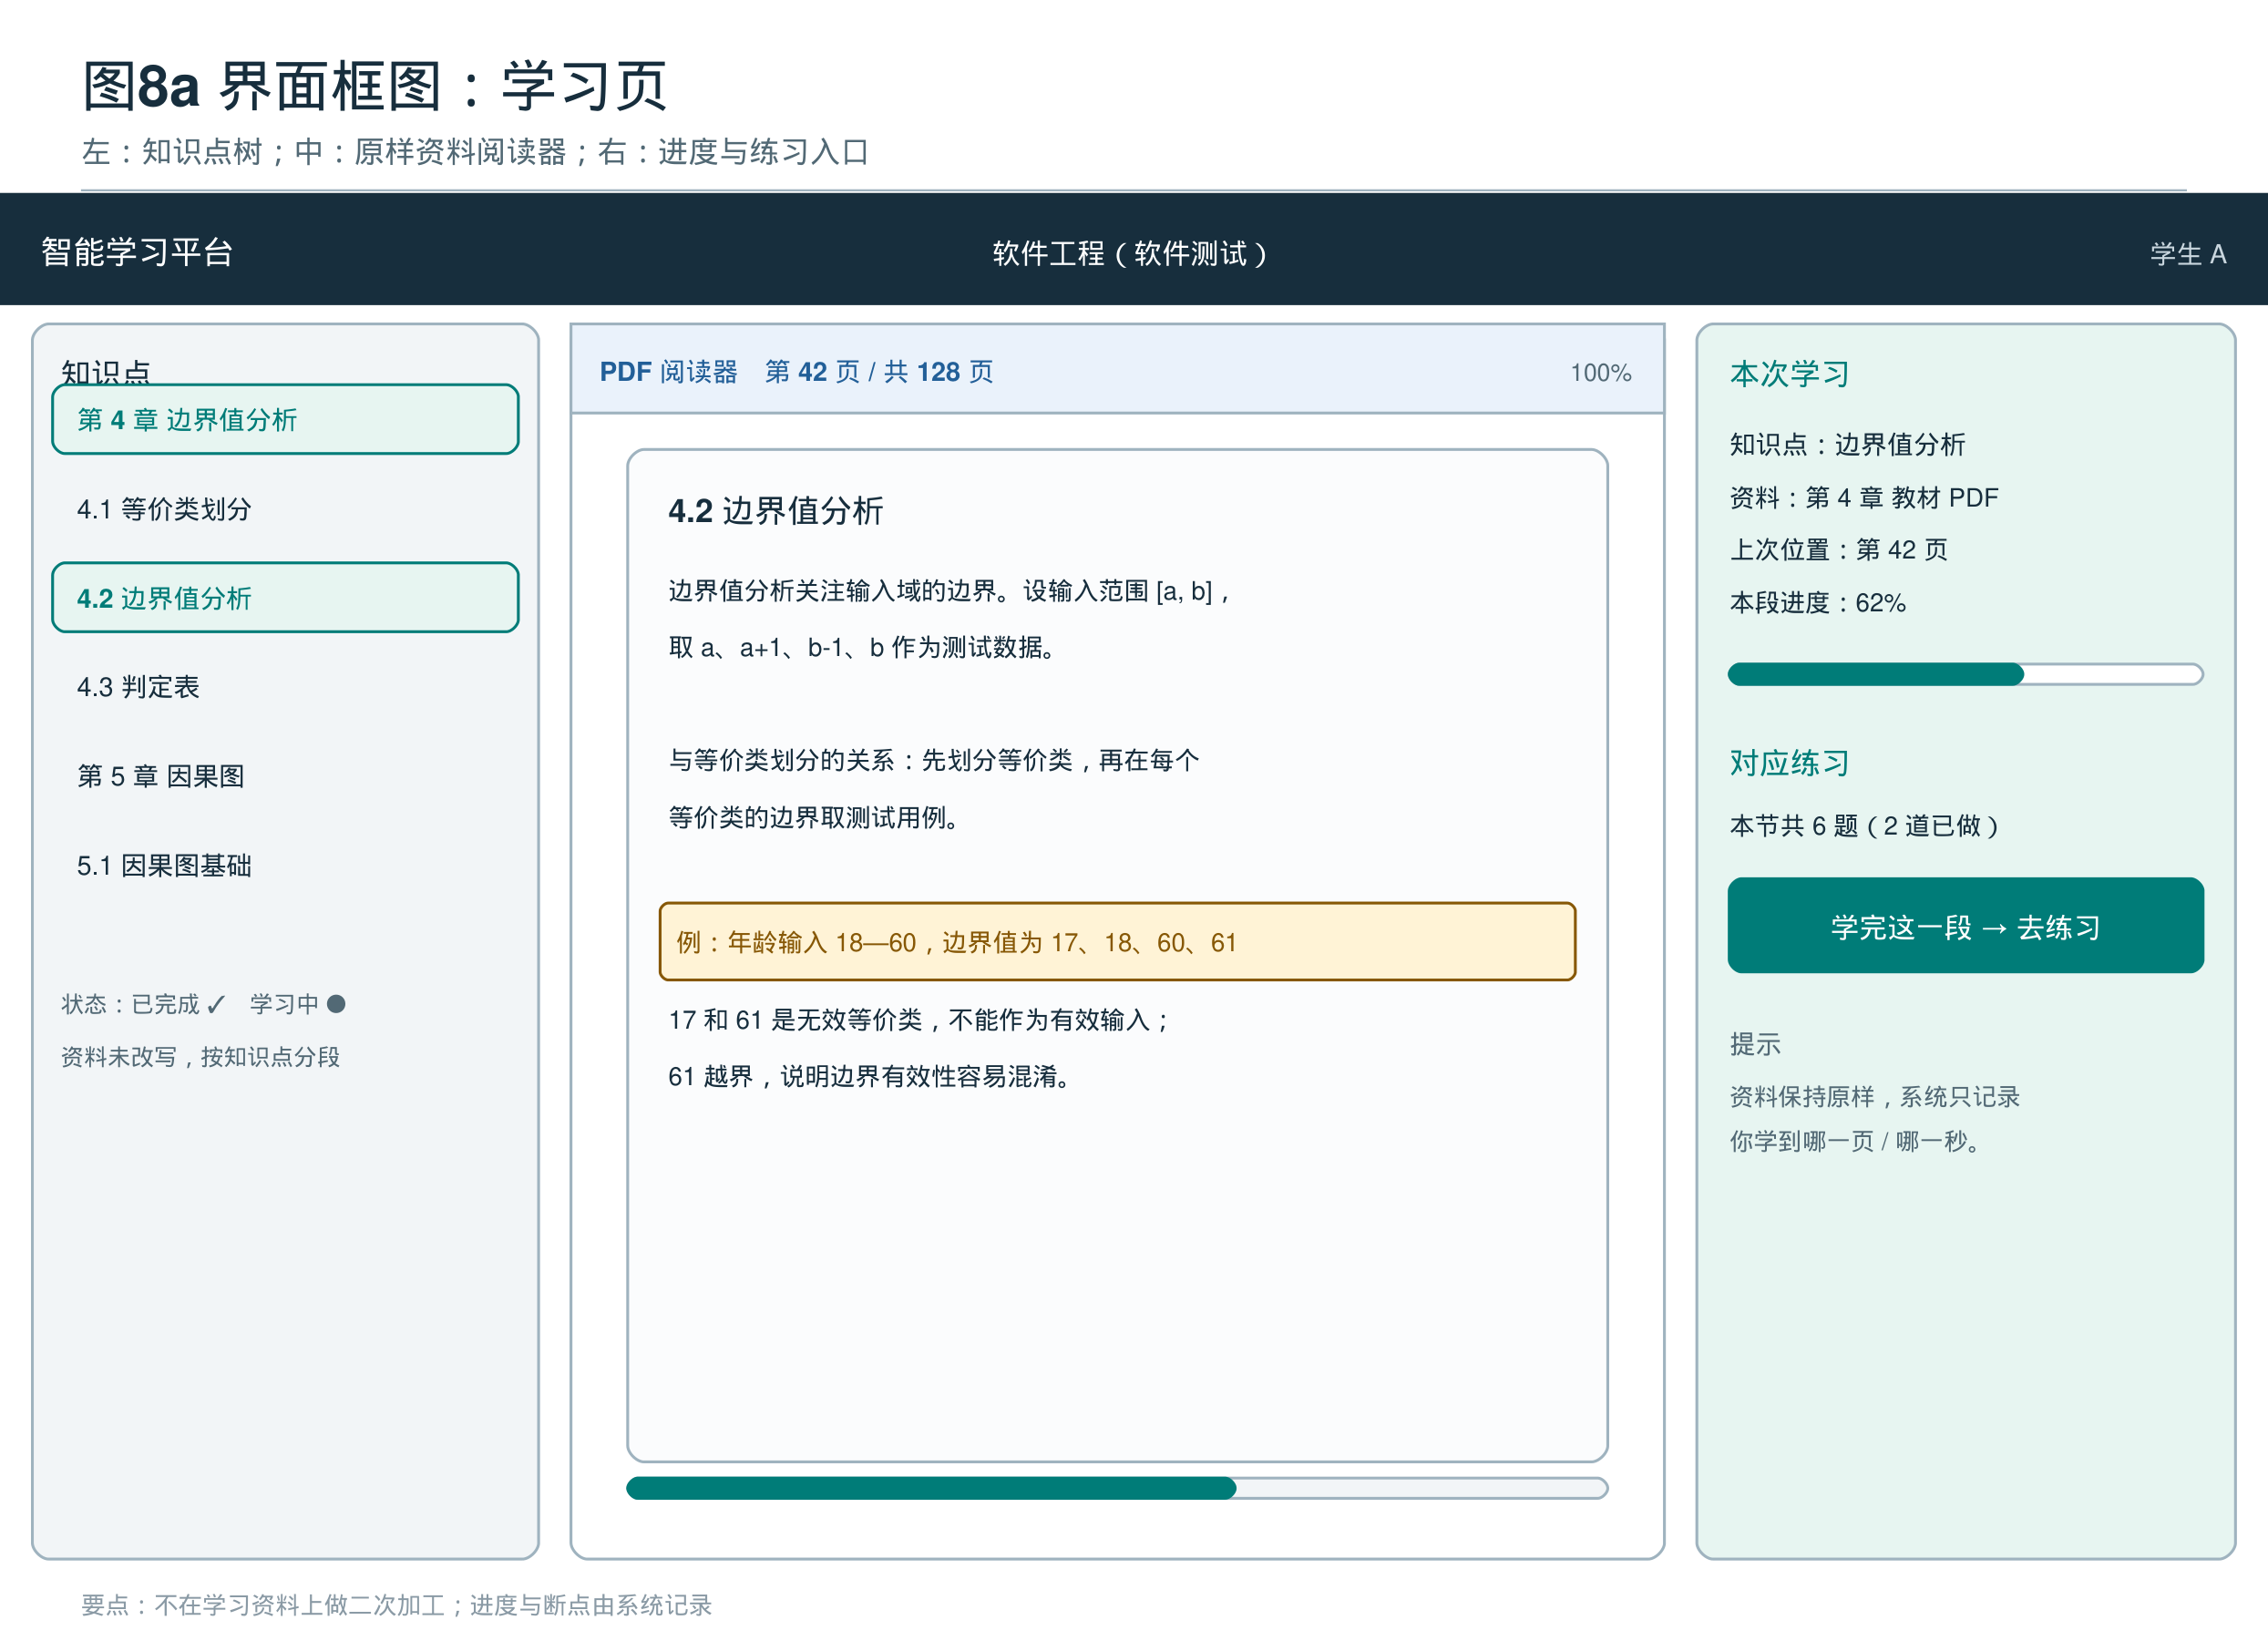 图8a 界面框图：学习页
左：知识点树；中：原样资料阅读器；右：进度与练习入口
智能学习平台
软件工程（软件测试）
学生 A
知识点
第 4 章 边界值分析
4.1 等价类划分
4.2 边界值分析
4.3 判定表
第 5 章 因果图
5.1 因果图基础
状态：已完成 ✓ 学习中 ●
资料未改写，按知识点分段
PDF 阅读器 第 42 页 / 共 128 页
100%
4.2 边界值分析
边界值分析关注输入域的边界。设输入范围 [a, b]，
取 a、a+1、b-1、b 作为测试数据。
与等价类划分的关系：先划分等价类，再在每个
等价类的边界取测试用例。
例：年龄输入 18—60，边界值为 17、18、60、61
17 和 61 是无效等价类，不能作为有效输入；
61 越界，说明边界有效性容易混淆。
本次学习
知识点：边界值分析
资料：第 4 章 教材 PDF
上次位置：第 42 页
本段进度：62%
对应练习
本节共 6 题（2 道已做）
学完这一段 → 去练习
提示
资料保持原样，系统只记录
你学到哪一页 / 哪一秒。
要点：不在学习资料上做二次加工；进度与断点由系统记录